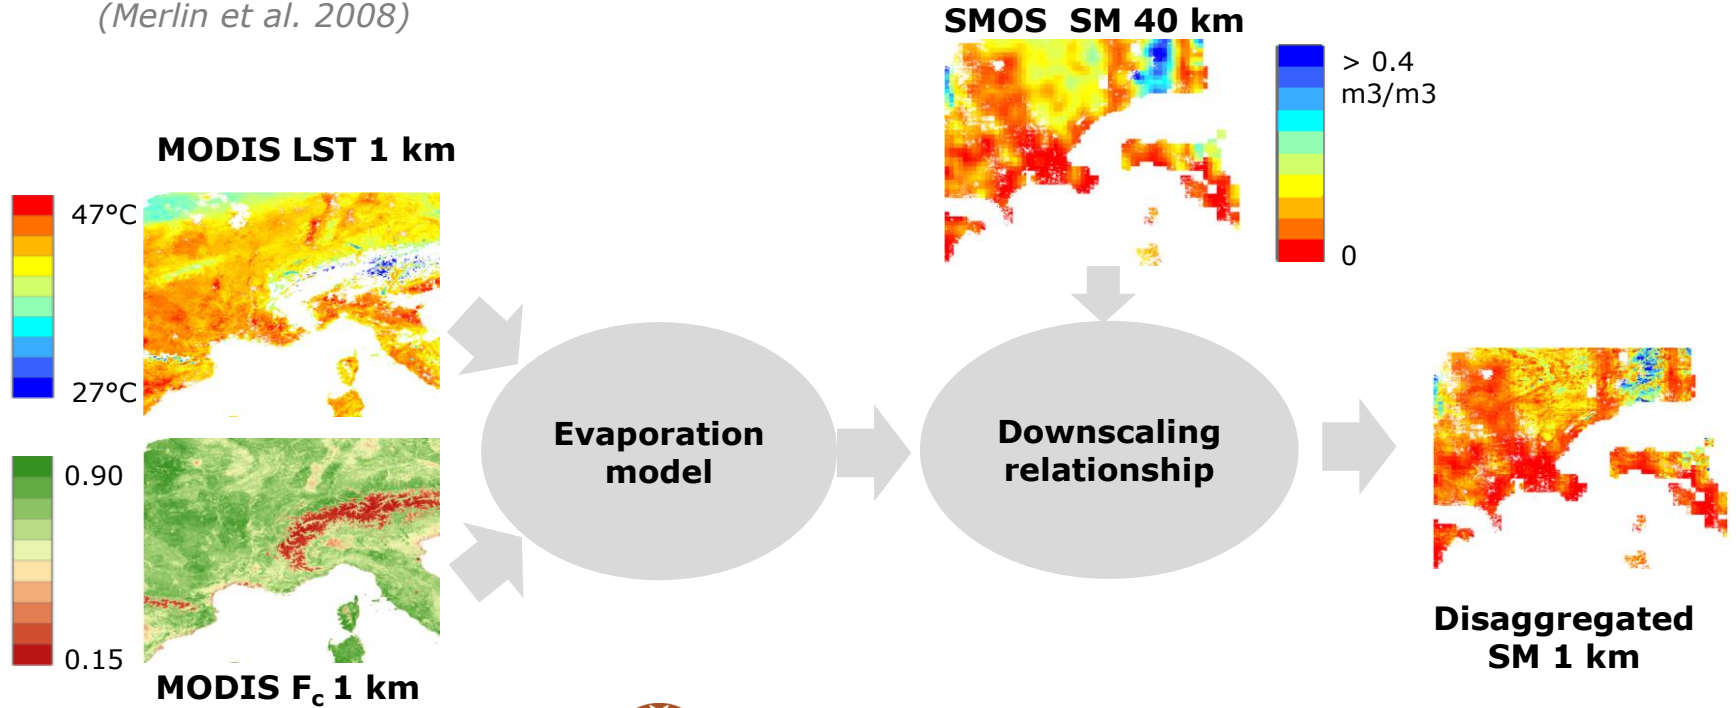 (Merlin et al. 2008)
SMOS  SM 40 km
> 0.4
m3/m3
0
MODIS LST 1 km
47°C
27°C
Evaporation
model
Downscaling
relationship
0.90
0.15
MODIS Fc 1 km
Disaggregated
SM 1 km